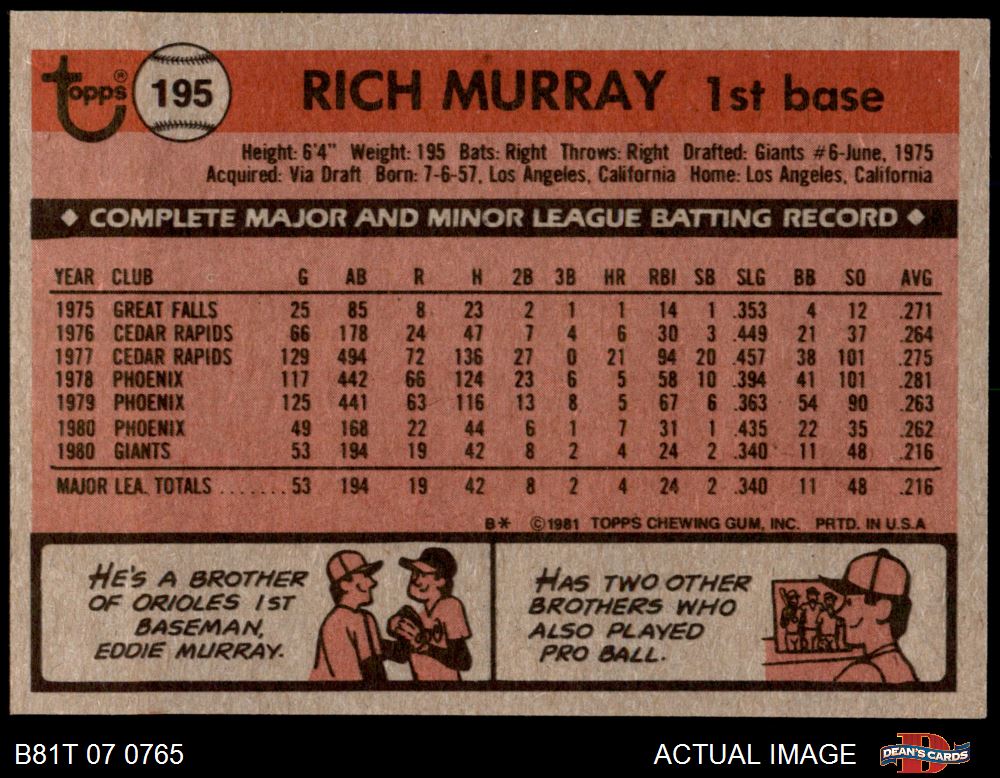 topps® 195 RICH MURRAY 1st base
Height: 6'4" Weight: 195 Bats: Right Throws: Right Drafted: Giants #6-June, 1975
Acquired: Via Draft Born: 7-6-57, Los Angeles, California Home: Los Angeles, California
◆ COMPLETE MAJOR AND MINOR LEAGUE BATTING RECORD ◆
YEAR CLUB G AB R H 2B 3B HR RBI SB SLG BB SO AVG
1975 GREAT FALLS 25 85 8 23 2 1 1 14 1 .353 4 12 .271
1976 CEDAR RAPIDS 66 178 24 47 7 4 6 30 3 .449 21 37 .264
1977 CEDAR RAPIDS 129 494 72 136 27 0 21 94 20 .457 38 101 .275
1978 PHOENIX 117 442 66 124 23 6 5 58 10 .394 41 101 .281
1979 PHOENIX 125 441 63 116 13 8 5 67 6 .363 54 90 .263
1980 PHOENIX 49 168 22 44 6 1 7 31 1 .435 22 35 .262
1980 GIANTS 53 194 19 42 8 2 4 24 2 .340 11 48 .216
MAJOR LEA. TOTALS ....... 53 194 19 42 8 2 4 24 2 .340 11 48 .216
B* ©1981 TOPPS CHEWING GUM, INC. PRTD. IN U.S.A
HE'S A BROTHER
OF ORIOLES 1ST
BASEMAN,
EDDIE MURRAY.
HAS TWO OTHER
BROTHERS WHO
ALSO PLAYED
PRO BALL.
B81T 07 0765 ACTUAL IMAGE DEAN'S CARDS